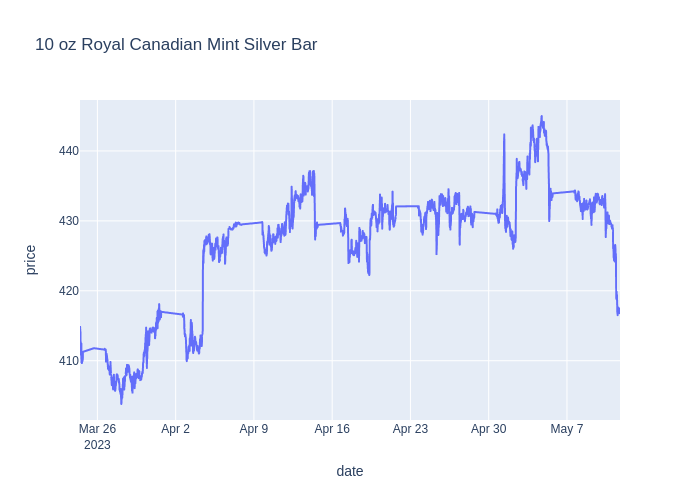 10 oz Royal Canadian Mint Silver Bar
440
430
420
410
price
Mar 26
2023
Apr 2
Apr 9
Apr 16
Apr 23
Apr 30
May 7
date